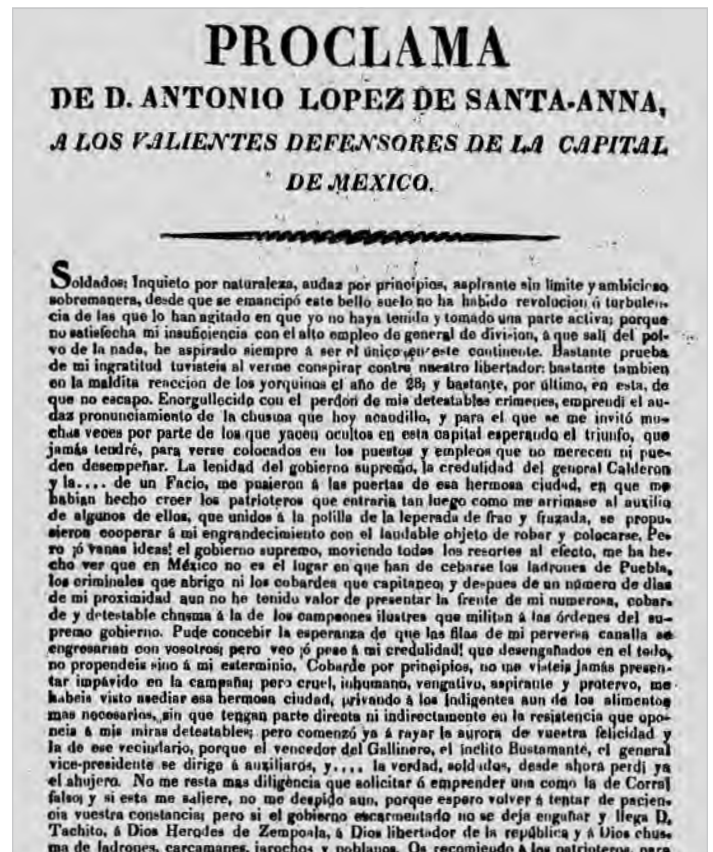 PROCLAMA
DE D. ANTONIO LOPEZ DE SANTA-ANNA,
A LOS VALIENTES DEFENSORES DE LA CAPITAL
DE MEXICO.
Soldados: Inquieto por naturaleza, audaz por principios, aspirante sin límite y ambicioso
sobremanera, desde que se emancipó este bello suelo no ha habido revolucion ó turbulen-
cia de las que lo han agitado en que yo no haya tenido y tomado una parte activa; porque
no satisfecha mi insuficiencia con el alto empleo de general de division, á que salí del pol-
vo de la nada, he aspirado siempre á ser el único en este continente. Bastante prueba
de mi ingratitud tuvisteis al verme conspirar contra nuestro libertador: bastante tambien
en la maldita reaccion de los yorquinos el año de 28; y bastante, por último, en esta, de
que no escapo. Enorgullecido con el perdon de mis detestables crímenes, emprendí el au-
daz pronunciamiento de la chusma que hoy acaudillo, y para el que se me invitó mu-
chas veces por parte de los que yacen ocultos en esta capital esperando el triunfo, que
jamás tendré, para verse colocados en los puestos y empleos que no merecen ni pue-
den desempeñar. La lenidad del gobierno supremo, la credulidad del general Calderon
y la.... de un Facio, me pusieron á las puertas de esa hermosa ciudad, en que me
habian hecho creer los patrioteros que entraria tan luego como me arrimase al auxilio
de algunos de ellos, que unidos á la polilla de la leperada de frac y frazada, se propu-
sieron cooperar á mi engrandecimiento con el laudable objeto de robar y colocarse. Pe-
ro ¡ó vanas ideas! el gobierno supremo, moviendo todos los resortes al efecto, me ha he-
cho ver que en México no es el lugar en que han de cebarse los ladrones de Puebla,
los criminales que abrigo ni los cobardes que capitaneo; y despues de un número de dias
de mi proximidad aun no he tenido valor de presentar la frente de mi numerosa, cobar-
de y detestable chusma á la de los campeones ilustres que militan á las órdenes del su-
premo gobierno. Pude concebir la esperanza de que las filas de mi perversa canalla se
engrosarian con vosotros; pero veo ¡ó pese á mi credulidad! que desengañados en el todo,
no propendeis sino á mi esterminio. Cobarde por principios, no me visteis jamás presen-
tar impávido en la campaña; pero cruel, inhumano, vengativo, aspirante y protervo, me
habeis visto asediar esa hermosa ciudad, privando á los indigentes aun de los alimentos
mas necesarios, sin que tengan parte directa ni indirectamente en la resistencia que opo-
neis á mis miras detestables; pero comenzó ya á rayar la aurora de vuestra felicidad y
la de ese vecindario, porque el vencedor del Gallinero, el ínclito Bustamante, el general
vice-presidente se dirige á auxiliaros, y.... la verdad, soldados, desde ahora perdí ya
el ahujero. No me resta mas diligencia que solicitar ó emprender una como la de Corral
falso; y si esta me saliere, no me despido aun, porque espero volver á tentar de pacien-
cia vuestra constancia; pero si el gobierno escarmentado no se deja engañar y llega D.
Tachito, á Dios Herodes de Zempoala, á Dios libertador de la república y á Dios chus-
ma de ladrones, carcamanes, jarochos y poblanos. Os recomiendo á los patrioteros, para